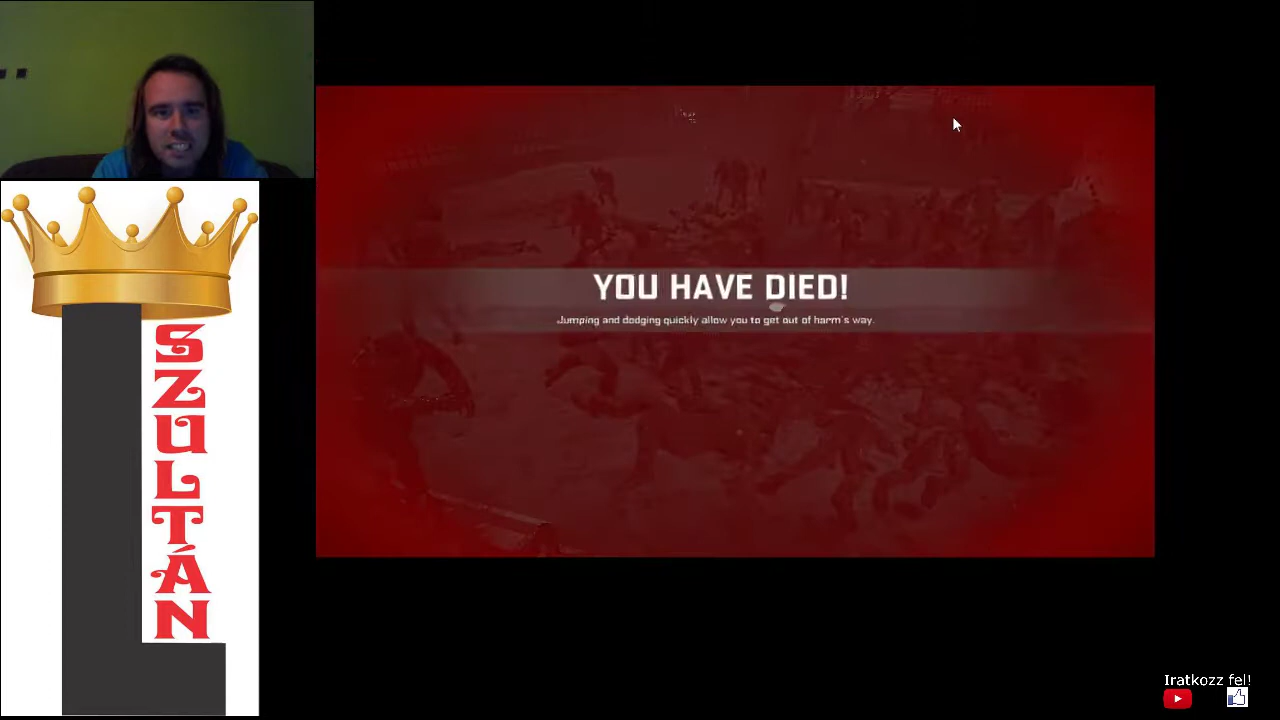 YOU HAVE DIED!
Jumping and dodging quickly allow you to get out of harm's way.
L
SZULTÁN
Iratkozz fel!